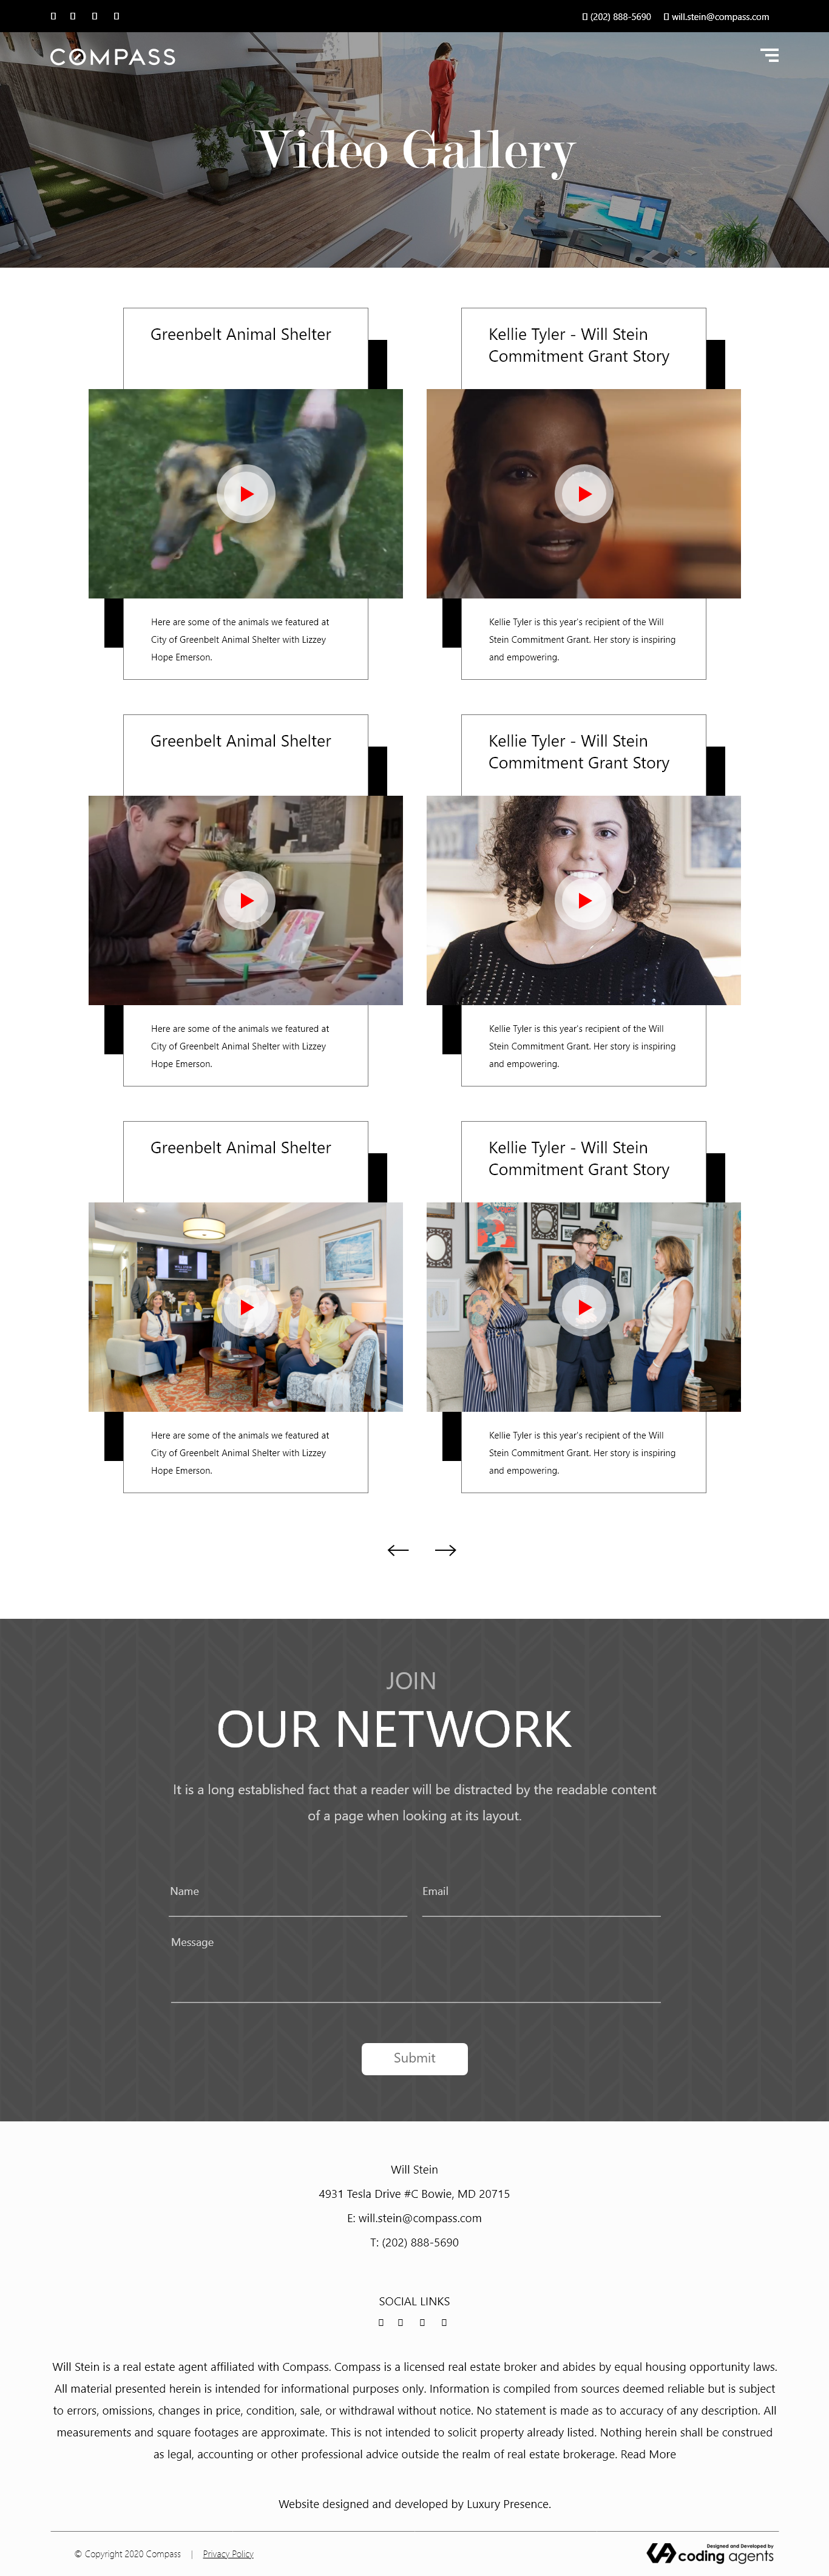 (202) 888-5690 will.stein@compass.com
COMPASS
Video Gallery
Greenbelt Animal Shelter
Here are some of the animals we featured at
City of Greenbelt Animal Shelter with Lizzey
Hope Emerson.
Kellie Tyler - Will Stein
Commitment Grant Story
Kellie Tyler is this year's recipient of the Will
Stein Commitment Grant. Her story is inspiring
and empowering.
Greenbelt Animal Shelter
Here are some of the animals we featured at
City of Greenbelt Animal Shelter with Lizzey
Hope Emerson.
Kellie Tyler - Will Stein
Commitment Grant Story
Kellie Tyler is this year's recipient of the Will
Stein Commitment Grant. Her story is inspiring
and empowering.
Greenbelt Animal Shelter
Here are some of the animals we featured at
City of Greenbelt Animal Shelter with Lizzey
Hope Emerson.
Kellie Tyler - Will Stein
Commitment Grant Story
Kellie Tyler is this year's recipient of the Will
Stein Commitment Grant. Her story is inspiring
and empowering.
JOIN
OUR NETWORK
It is a long established fact that a reader will be distracted by the readable content
of a page when looking at its layout.
Name
Email
Message
Submit
Will Stein
4931 Tesla Drive #C Bowie, MD 20715
E: will.stein@compass.com
T: (202) 888-5690
SOCIAL LINKS
Will Stein is a real estate agent affiliated with Compass. Compass is a licensed real estate broker and abides by equal housing opportunity laws.
All material presented herein is intended for informational purposes only. Information is compiled from sources deemed reliable but is subject
to errors, omissions, changes in price, condition, sale, or withdrawal without notice. No statement is made as to accuracy of any description. All
measurements and square footages are approximate. This is not intended to solicit property already listed. Nothing herein shall be construed
as legal, accounting or other professional advice outside the realm of real estate brokerage. Read More
Website designed and developed by Luxury Presence.
© Copyright 2020 Compass | Privacy Policy
Designed and Developed by
coding agents